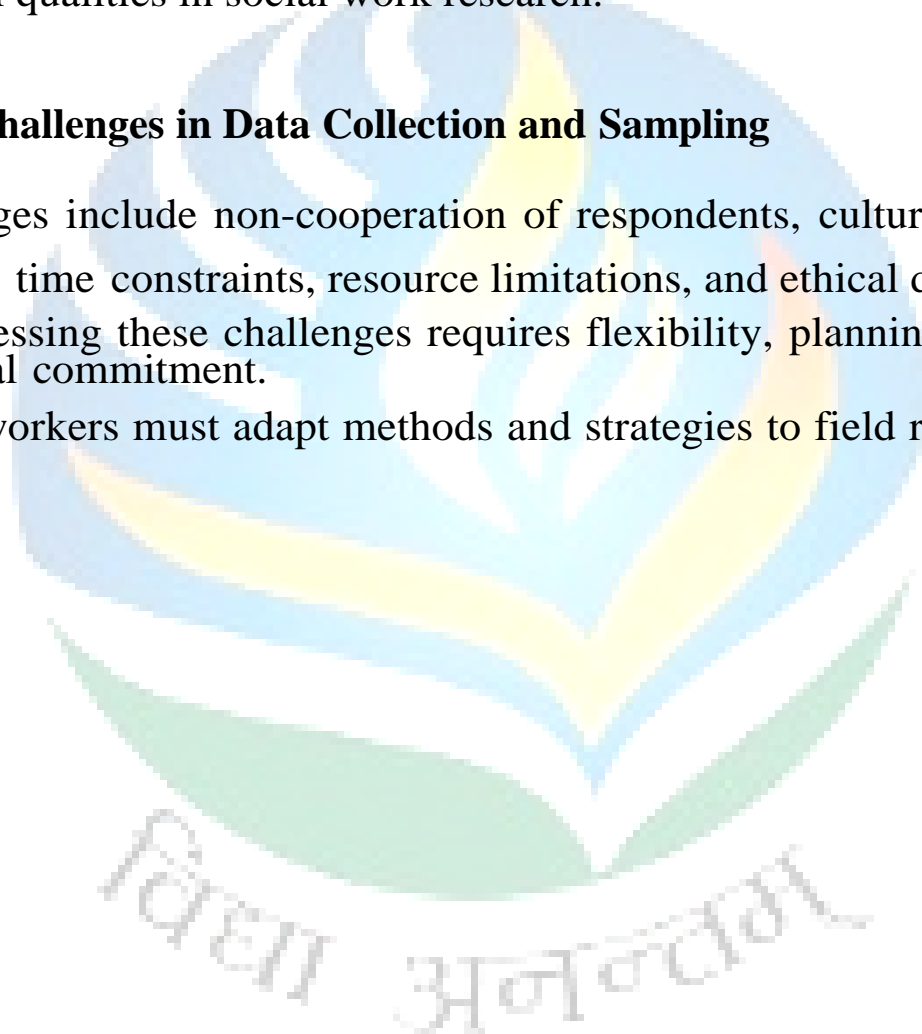 qualities in social work research.
hallenges in Data Collection and Sampling
ges include non-cooperation of respondents, cultur
time constraints, resource limitations, and ethical
essing these challenges requires flexibility, plannin
al commitment.
workers must adapt methods and strategies to field r
विद्या अनन्तम्